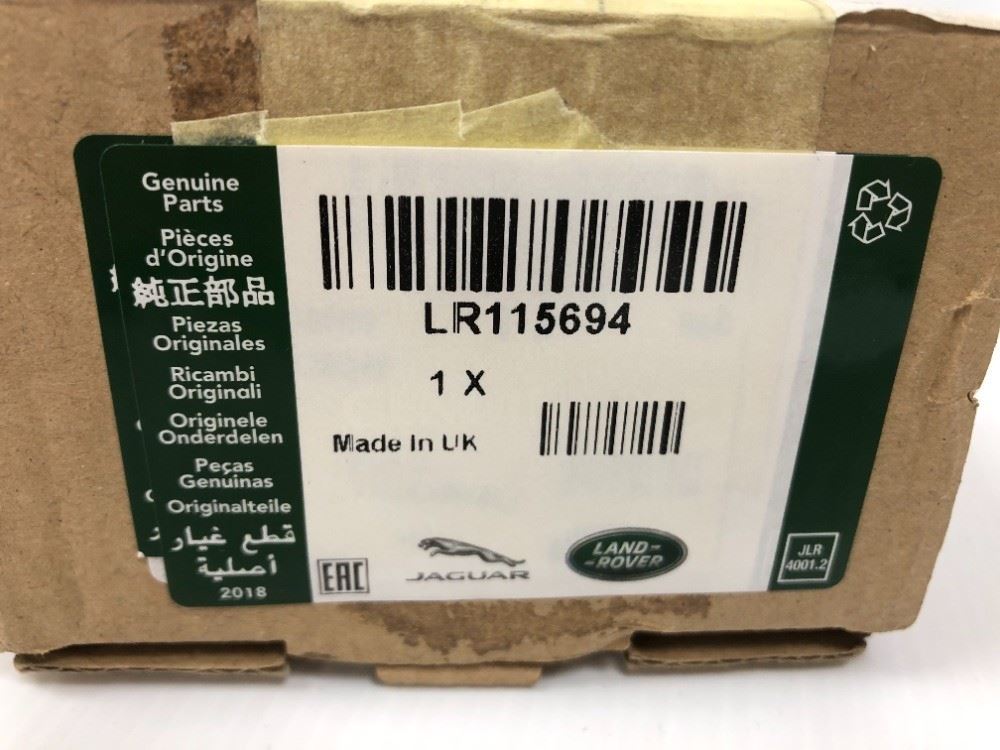 Genuine
Parts
Pièces
d'Origine
純正部品
Piezas
Originales
Ricambi
Originali
Originele
Onderdelen
Peças
Genuinas
Originalteile
قطع غيار
أصلية
2018
LR115694
1 X
Made In UK
EAC
JAGUAR
LAND-
-ROVER
JLR
4001.2